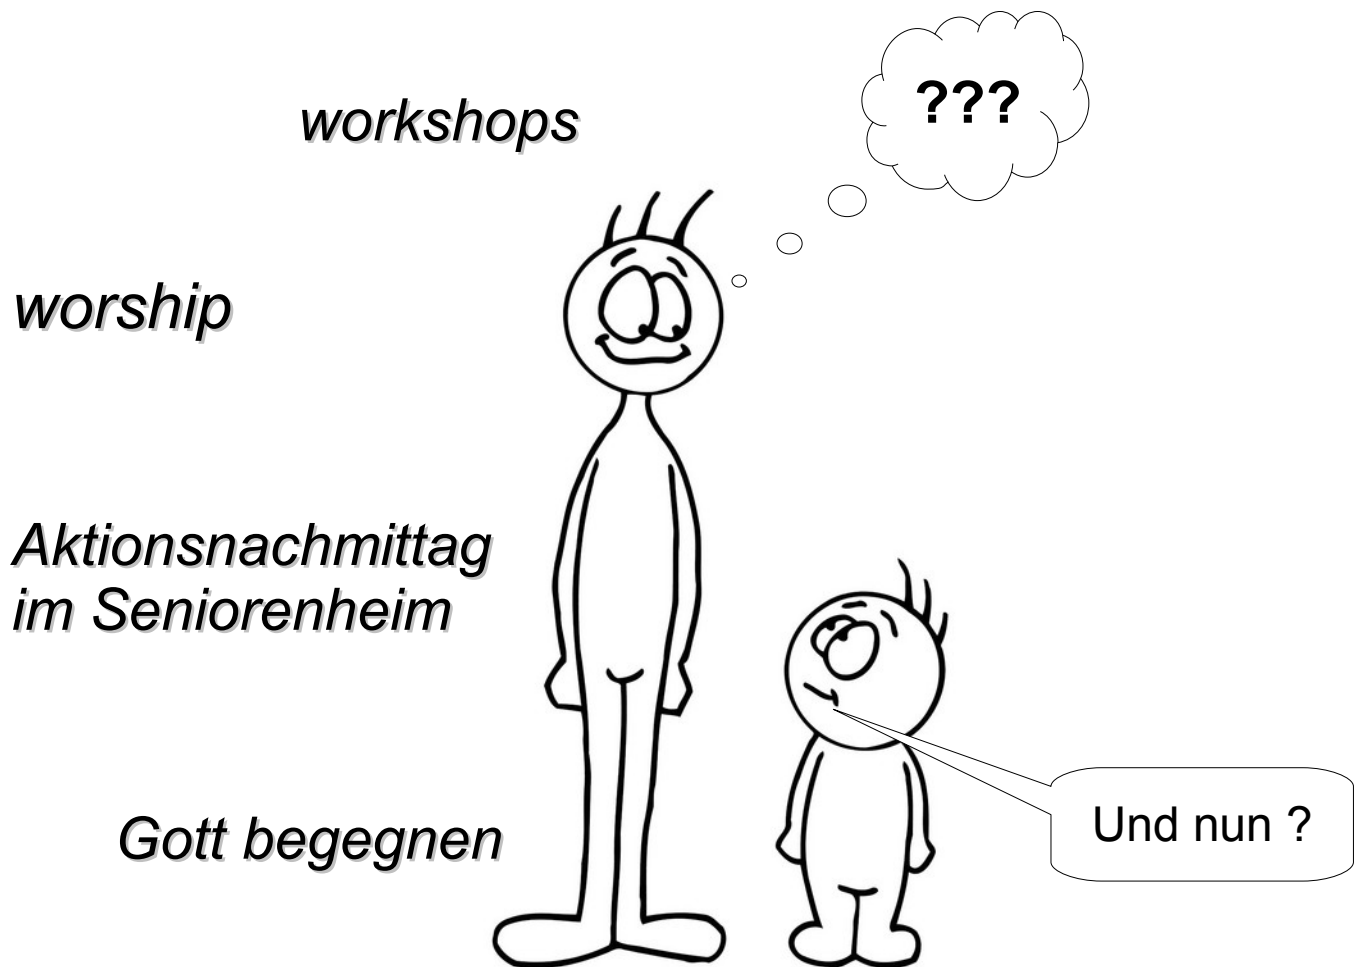 ???
workshops
worship
Aktionsnachmittag
im Seniorenheim
Gott begegnen
Und nun ?